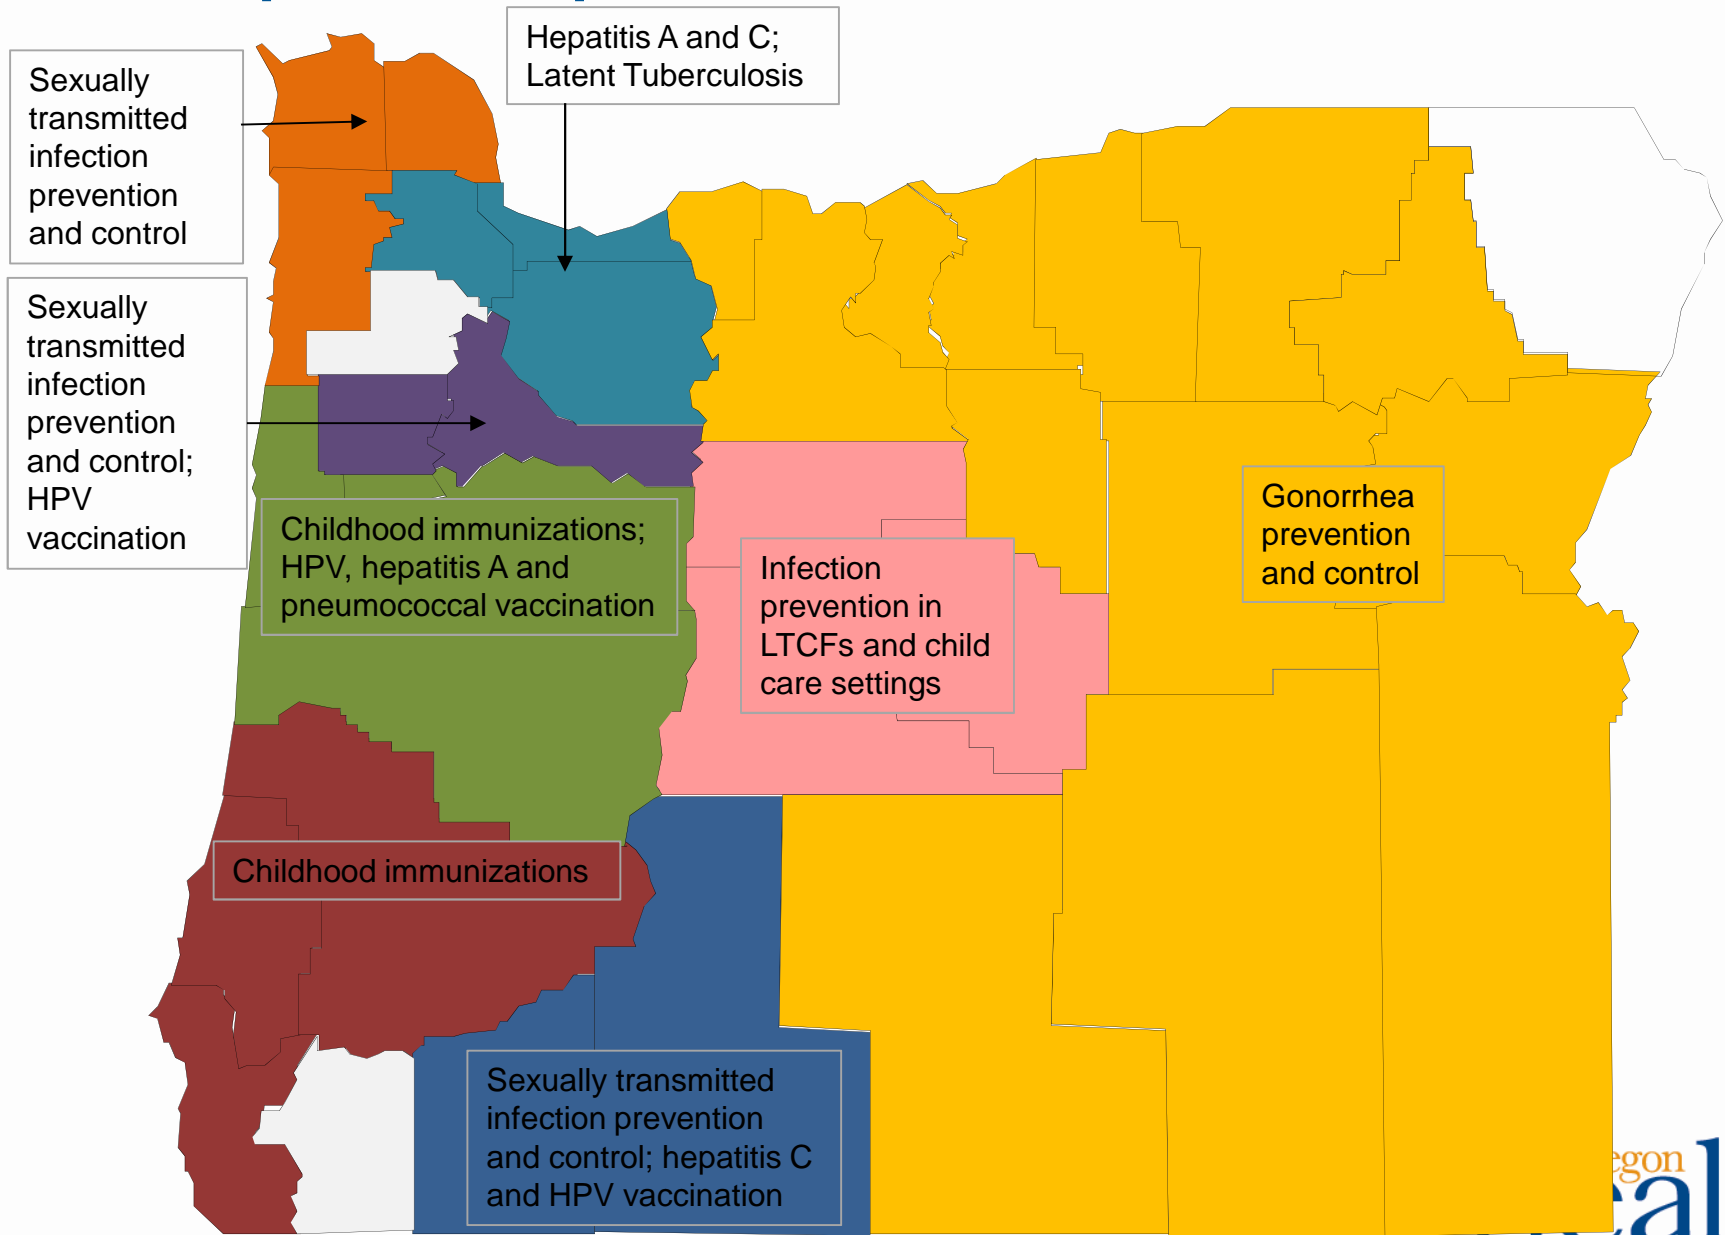 Hepatitis A and C;
Latent Tuberculosis
Sexually
transmitted
infection
prevention
and control
Sexually
transmitted
infection
prevention
and control;
HPV
vaccination
Childhood immunizations;
HPV, hepatitis A and
pneumococcal vaccination
Infection
prevention in
LTCFs and child
care settings
Gonorrhea
prevention
and control
Childhood immunizations
Sexually transmitted
infection prevention
and control; hepatitis C
and HPV vaccination
egon